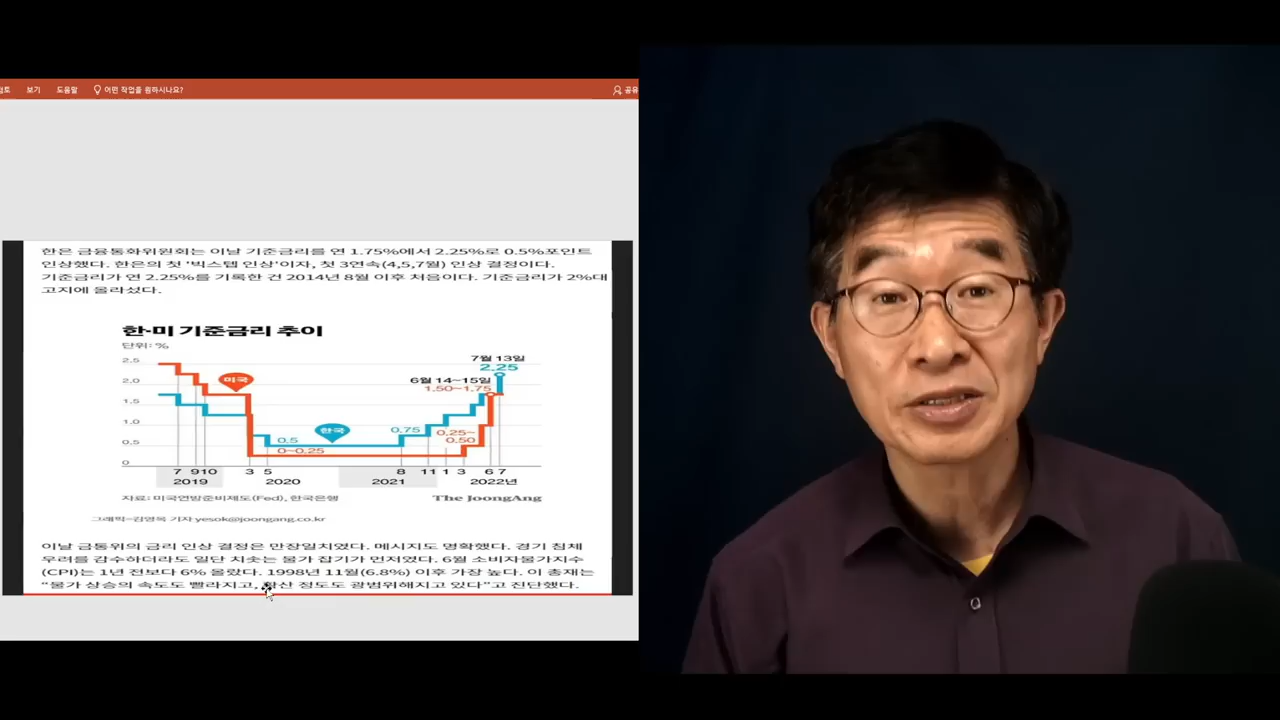 보기 도움말 어떤 작업을 원하시나요? 공유
한은 금융통화위원회는 이날 기준금리를 연 1.75%에서 2.25%로 0.5%포인트
인상했다. 한은의 첫 '빅스텝 인상'이자, 첫 3연속(4,5,7월) 인상 결정이다.
기준금리가 연 2.25%를 기록한 건 2014년 8월 이후 처음이다. 기준금리가 2%대
고지에 올라섰다.
한·미 기준금리 추이
단위: %
7월 13일
2.25
6월 14~15일
1.50~1.75
2.5
2.0
1.5
1.0
0.5
0
미국
한국
0.5
0~0.25
0.75
0.25~
0.50
7 9 10 3 5 8 11 1 3 6 7
2019 2020 2021 2022년
자료: 미국연방준비제도(Fed), 한국은행 The JoongAng
그래픽=김영옥 기자 yesok@joongang.co.kr
이날 금통위의 금리 인상 결정은 만장일치였다. 메시지도 명확했다. 경기 침체
우려를 감수하더라도 일단 치솟는 물가 잡기가 먼저였다. 6월 소비자물가지수
(CPI)는 1년 전보다 6% 올랐다. 1998년 11월(6.8%) 이후 가장 높다. 이 총재는
“물가 상승의 속도도 빨라지고, 확산 정도도 광범위해지고 있다”고 진단했다.